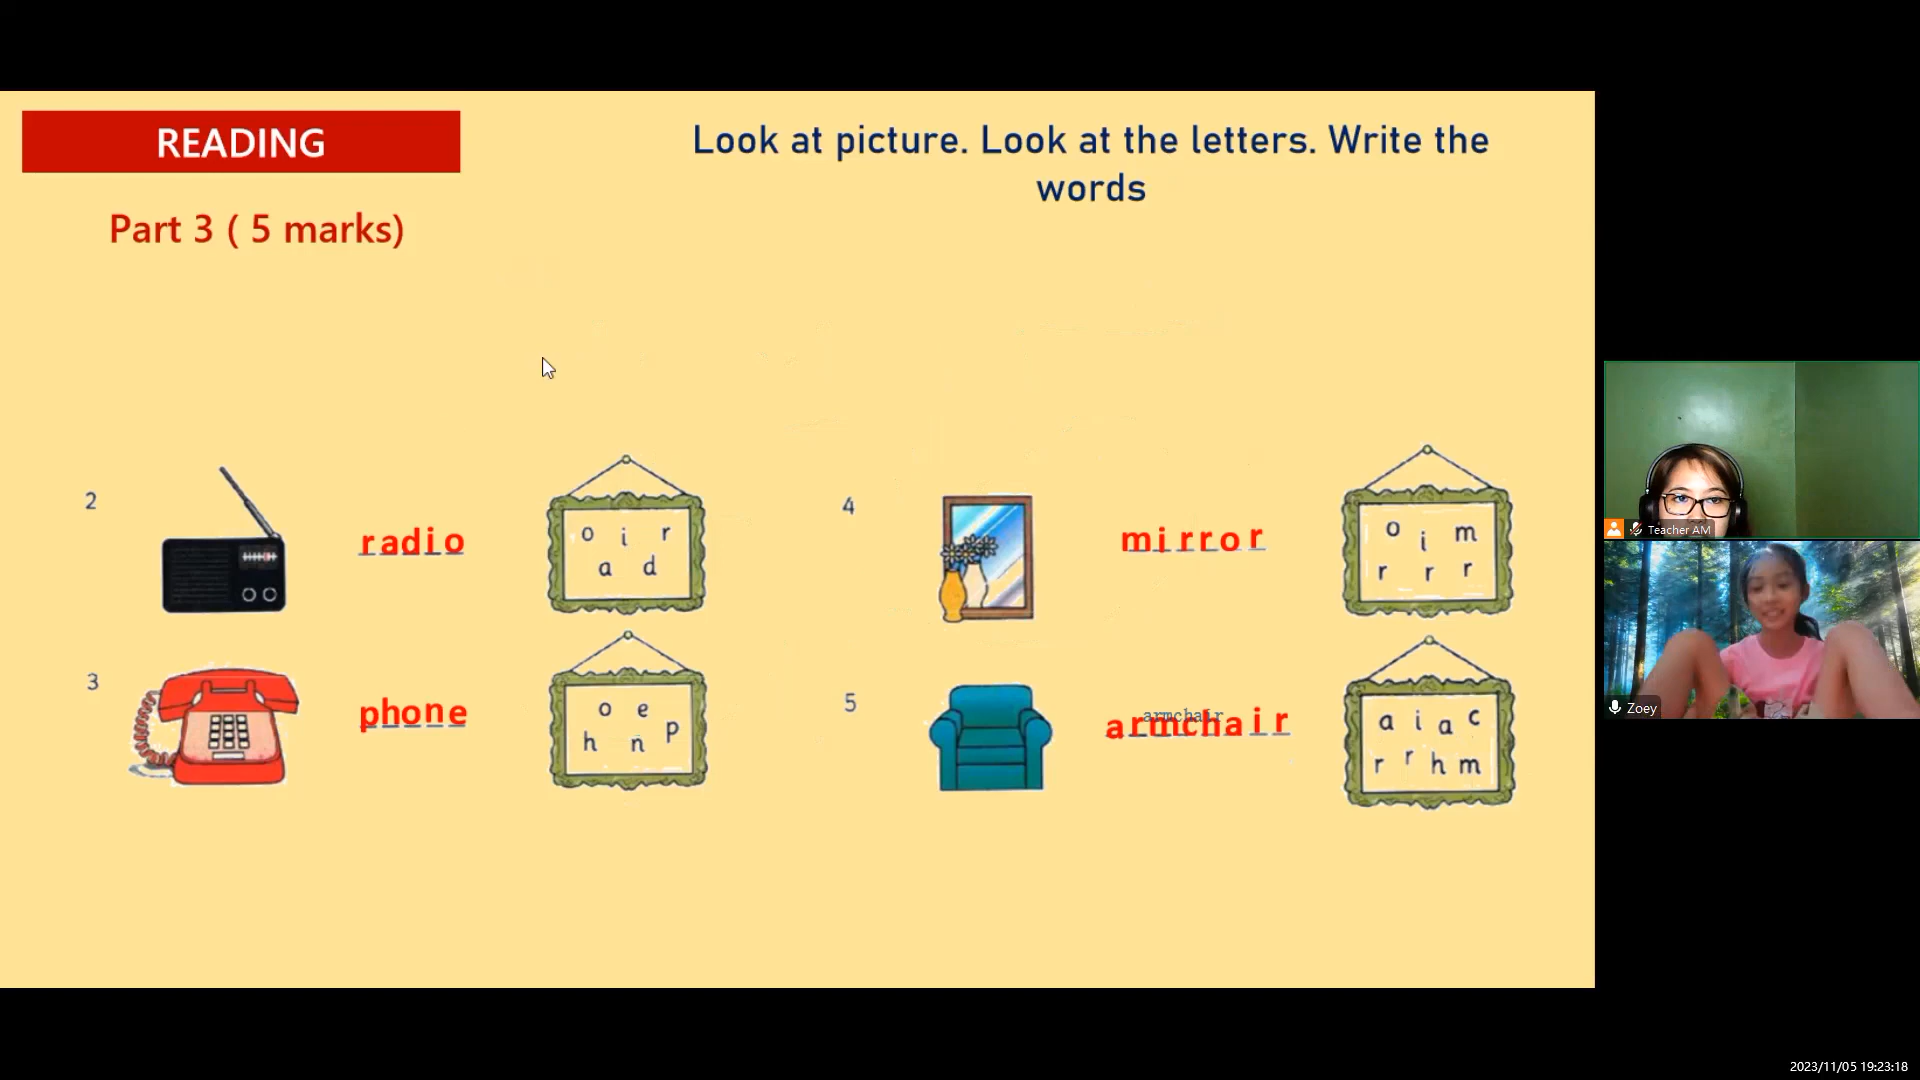 READING
Look at picture. Look at the letters. Write the
words
Part 3 ( 5 marks)
2
radio
o i r
a d
4
mirror
o i m
r r r
3
phone
o e
h n p
5
armchair
armchair
a i a c
r r h m
Teacher AM
Zoey
2023/11/05 19:23:18